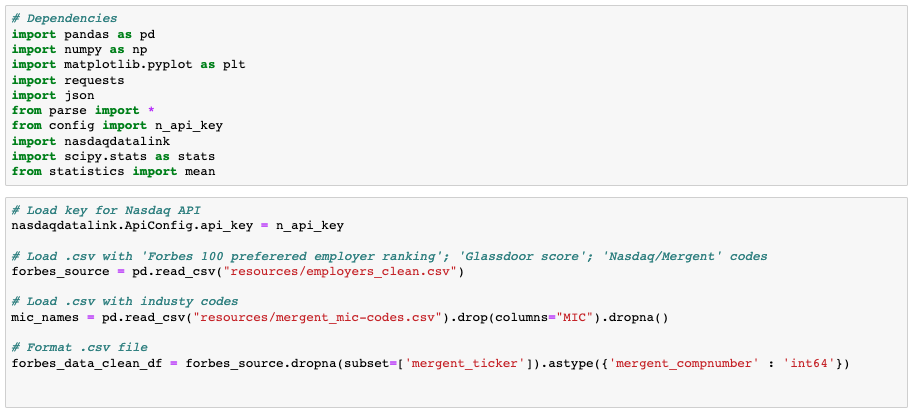 # Dependencies
import pandas as pd
import numpy as np
import matplotlib.pyplot as plt
import requests
import json
from parse import *
from config import n_api_key
import nasdaqdatalink
import scipy.stats as stats
from statistics import mean
# Load key for Nasdaq API
nasdaqdatalink.ApiConfig.api_key = n_api_key
# Load .csv with 'Forbes 100 preferered employer ranking'; 'Glassdoor score'; 'Nasdaq/Mergent' codes
forbes_source = pd.read_csv("resources/employers_clean.csv")
# Load .csv with industy codes
mic_names = pd.read_csv("resources/mergent_mic-codes.csv").drop(columns="MIC").dropna()
# Format .csv file
forbes_data_clean_df = forbes_source.dropna(subset=['mergent_ticker']).astype({'mergent_compnumber' : 'int64'})